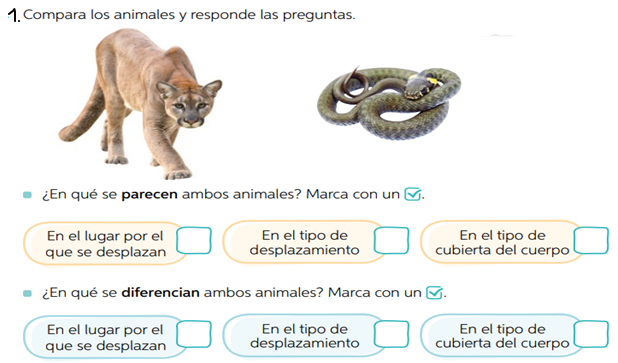 1. Compara los animales y responde las preguntas.
¿En qué se parecen ambos animales? Marca con un ☑.
En el lugar por el
que se desplazan
En el tipo de
desplazamiento
En el tipo de
cubierta del cuerpo
¿En qué se diferencian ambos animales? Marca con un ☑.
En el lugar por el
que se desplazan
En el tipo de
desplazamiento
En el tipo de
cubierta del cuerpo